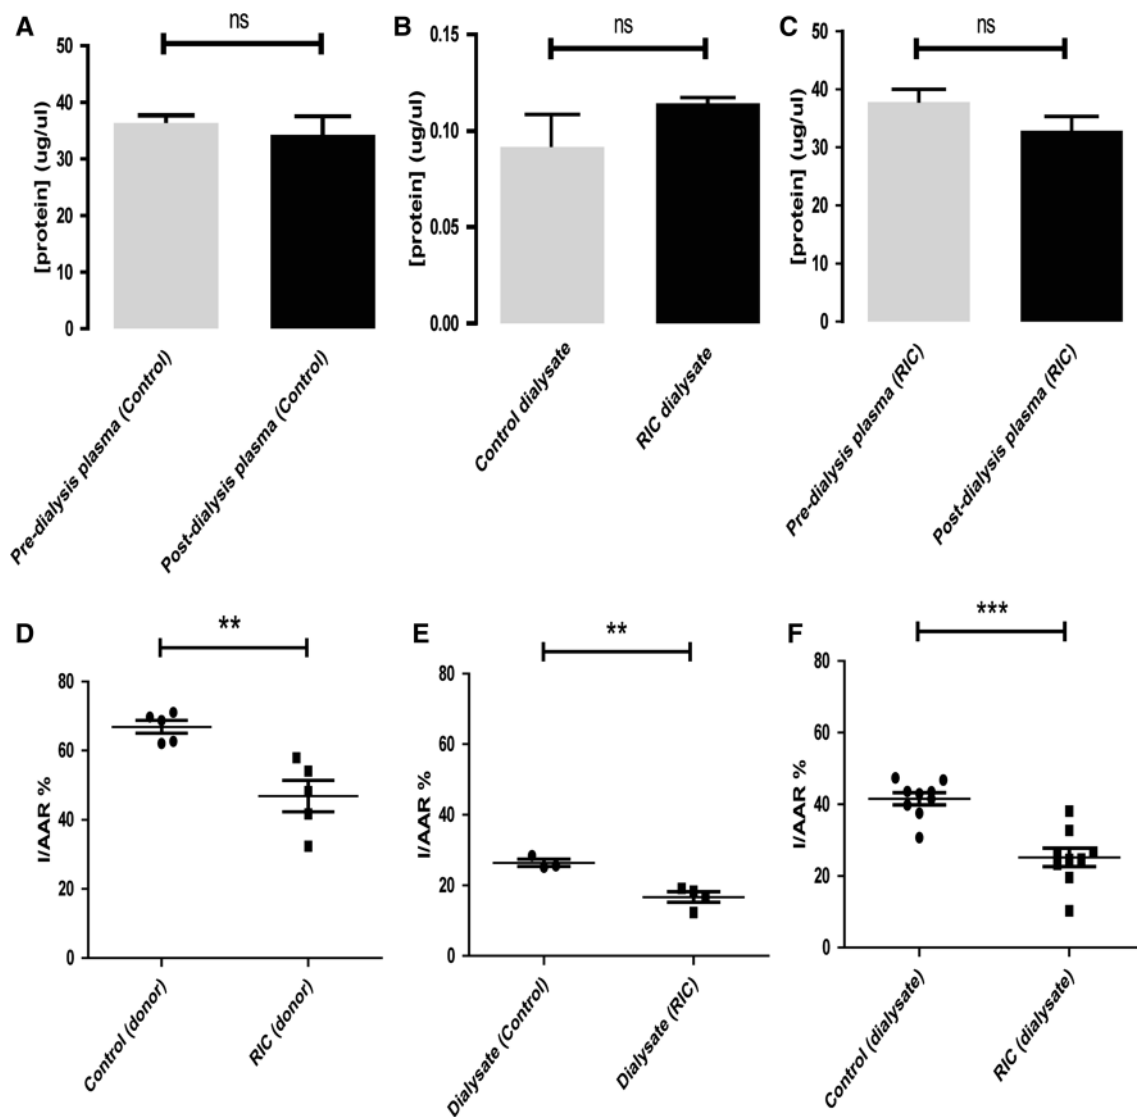 A
ns
[protein] (ug/ul)
50
40
30
20
10
0
Pre-dialysis plasma (Control)
Post-dialysis plasma (Control)
B
ns
[protein] (ug/ul)
0.15
0.10
0.05
0.00
Control dialysate
RIC dialysate
C
ns
[protein] (ug/ul)
50
40
30
20
10
0
Pre-dialysis plasma (RIC)
Post-dialysis plasma (RIC)
D
**
I/AAR %
80
60
40
20
0
Control (donor)
RIC (donor)
E
**
I/AAR %
80
60
40
20
0
Dialysate (Control)
Dialysate (RIC)
F
***
I/AAR %
80
60
40
20
0
Control (dialysate)
RIC (dialysate)